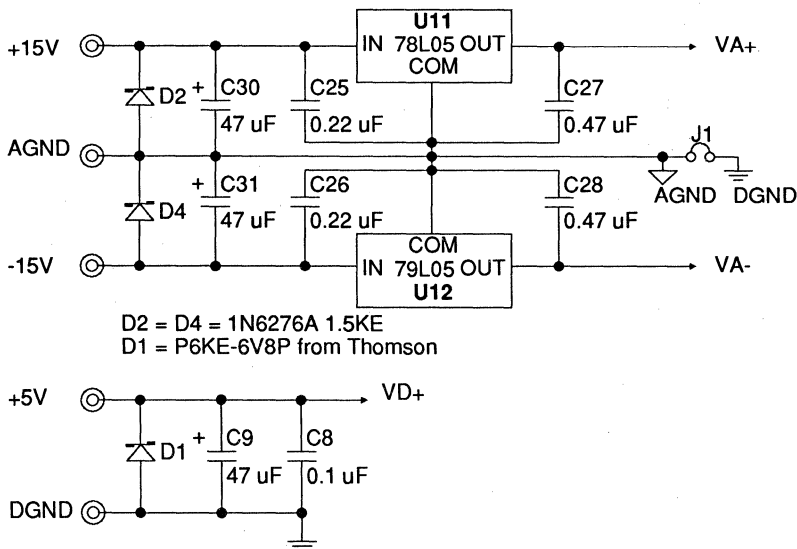 U11
+15V
IN 78L05 OUT
VA+
COM
D2
+ C30
C25
C27
47 uF
0.22 uF
0.47 uF
AGND
J1
+ C31
C26
C28
AGND DGND
D4
47 uF
0.22 uF
0.47 uF
COM
-15V
IN 79L05 OUT
VA-
U12
D2 = D4 = 1N6276A 1.5KE
D1 = P6KE-6V8P from Thomson
+5V
VD+
D1
+ C9
C8
47 uF
0.1 uF
DGND